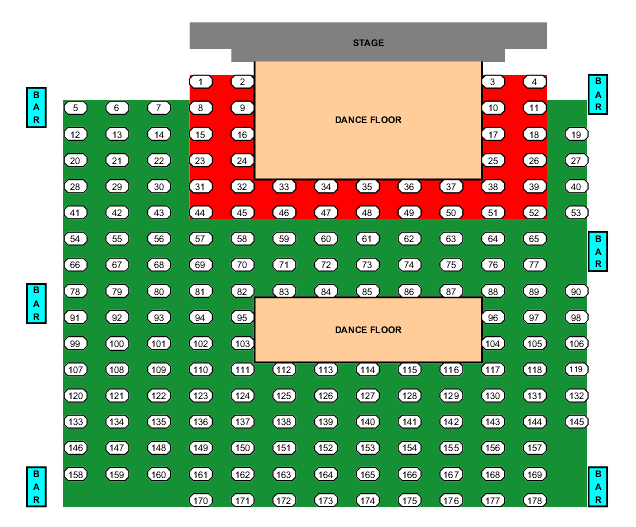 STAGE
1 2 3 4
B A R
B A R
5 6 7 8 9 10 11
DANCE FLOOR
12 13 14 15 16 17 18 19
20 21 22 23 24 25 26 27
28 29 30 31 32 33 34 35 36 37 38 39 40
41 42 43 44 45 46 47 48 49 50 51 52 53
B A R
54 55 56 57 58 59 60 61 62 63 64 65
66 67 68 69 70 71 72 73 74 75 76 77
B A R
78 79 80 81 82 83 84 85 86 87 88 89 90
91 92 93 94 95 96 97 98
DANCE FLOOR
99 100 101 102 103 104 105 106
107 108 109 110 111 112 113 114 115 116 117 118 119
120 121 122 123 124 125 126 127 128 129 130 131 132
133 134 135 136 137 138 139 140 141 142 143 144 145
146 147 148 149 150 151 152 153 154 155 156 157
158 159 160 161 162 163 164 165 166 167 168 169
B A R
B A R
170 171 172 173 174 175 176 177 178